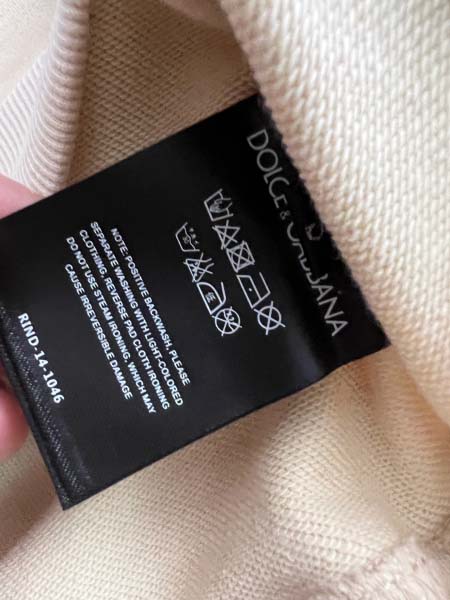 DOLCE & GABBANA
NOTE: POSITIVE BACKWASH, PLEASE
SEPARATE WASHING WITH LIGHT-COLORED
CLOTHING, REVERSE PAD CLOTH IRONING
DO NOT USE STEAM IRONING, WHICH MAY
CAUSE IRREVERSIBLE DAMAGE
RIND-14-1046